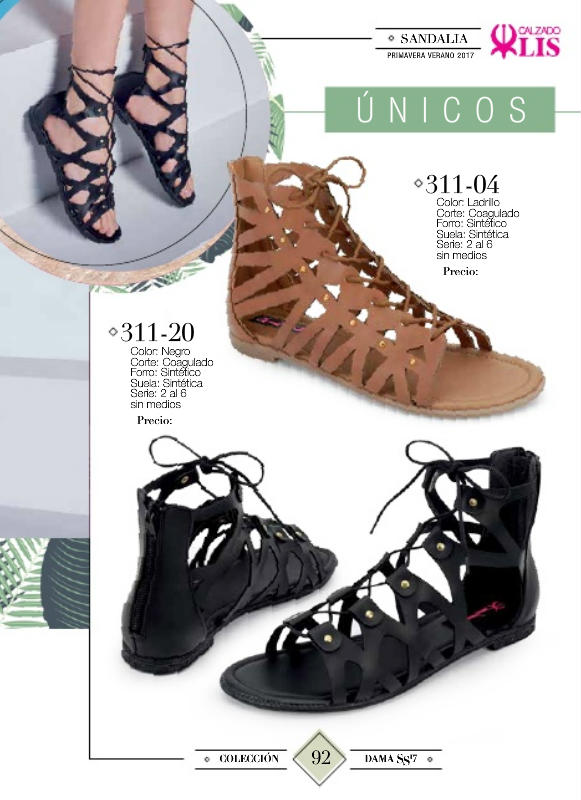 SANDALIA
PRIMAVERA VERANO 2017
CALZADO
LIS
ÚNICOS
311-04
Color: Ladrillo
Corte: Coagulado
Forro: Sintético
Suela: Sintética
Serie: 2 al 6
sin medios
Precio:
311-20
Color: Negro
Corte: Coagulado
Forro: Sintético
Suela: Sintética
Serie: 2 al 6
sin medios
Precio:
COLECCIÓN
92
DAMA SS'7